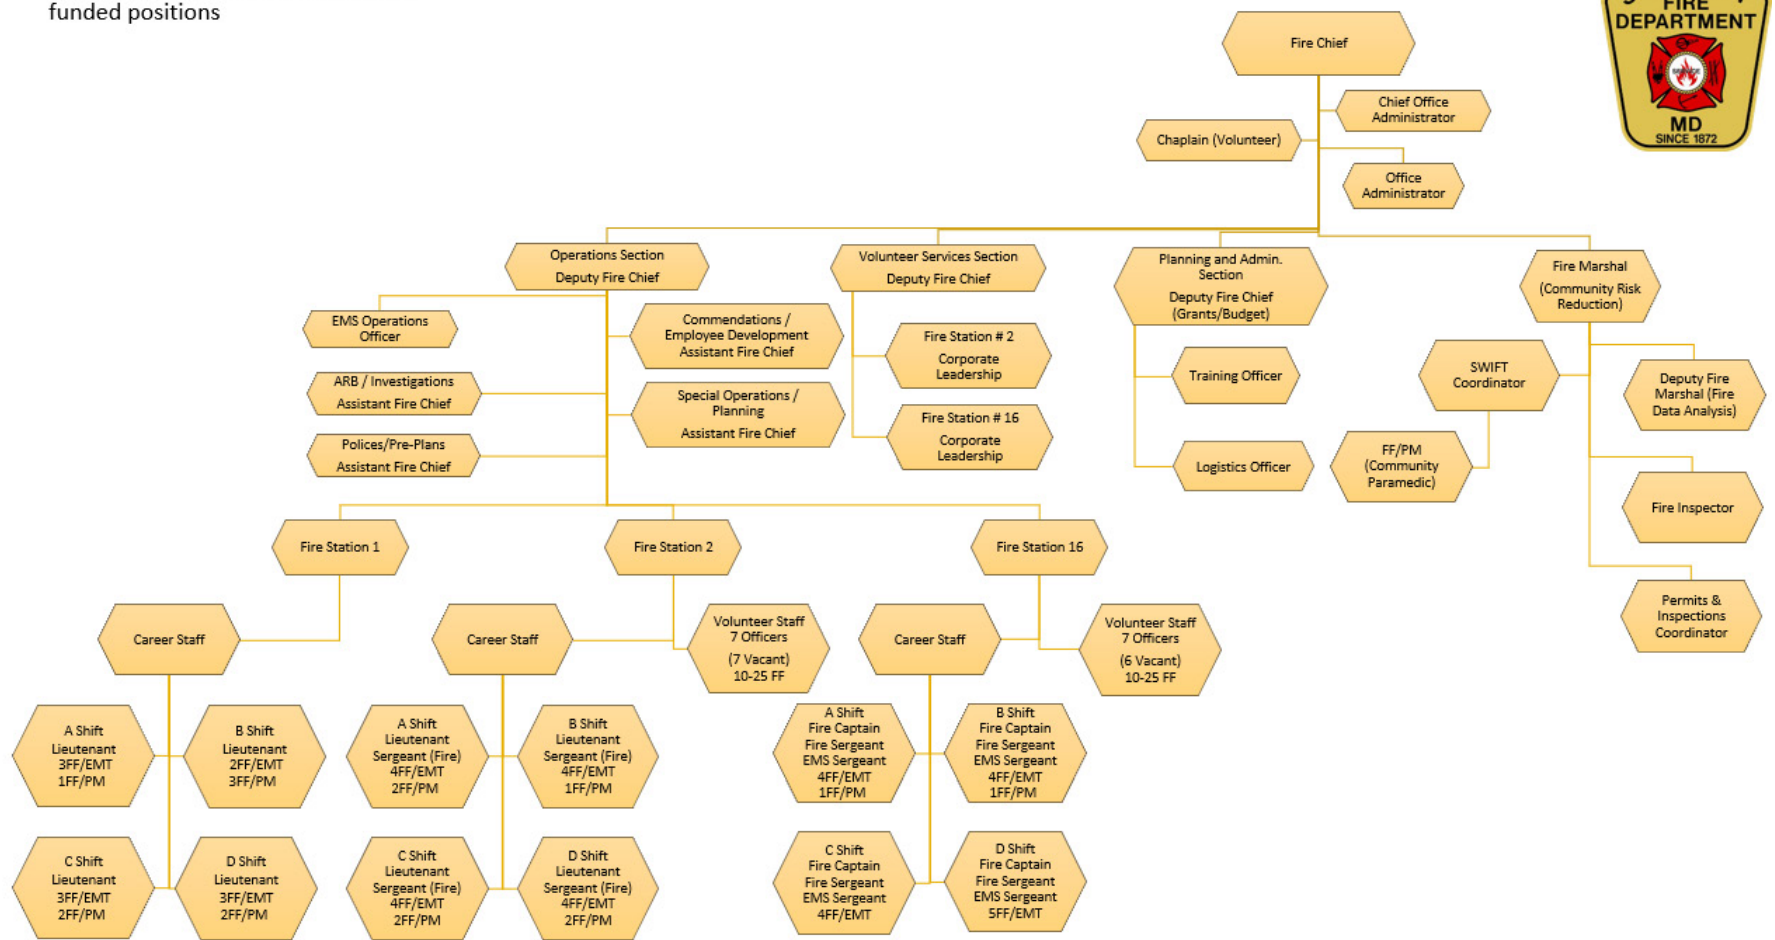 funded positions
FIRE
DEPARTMENT
MD
SINCE 1872
Fire Chief
Chief Office
Administrator
Chaplain (Volunteer)
Office
Administrator
Operations Section
Deputy Fire Chief
Volunteer Services Section
Deputy Fire Chief
Planning and Admin.
Section
Deputy Fire Chief
(Grants/Budget)
Fire Marshal
(Community Risk
Reduction)
EMS Operations
Officer
Commendations /
Employee Development
Assistant Fire Chief
ARB / Investigations
Assistant Fire Chief
Special Operations /
Planning
Assistant Fire Chief
Polices/Pre-Plans
Assistant Fire Chief
Fire Station # 2
Corporate
Leadership
Fire Station # 16
Corporate
Leadership
Training Officer
Logistics Officer
SWIFT
Coordinator
FF/PM
(Community
Paramedic)
Deputy Fire
Marshal (Fire
Data Analysis)
Fire Inspector
Permits &
Inspections
Coordinator
Fire Station 1
Fire Station 2
Fire Station 16
Career Staff
Career Staff
Volunteer Staff
7 Officers
(7 Vacant)
10-25 FF
Career Staff
Volunteer Staff
7 Officers
(6 Vacant)
10-25 FF
A Shift
Lieutenant
3FF/EMT
1FF/PM
B Shift
Lieutenant
2FF/EMT
3FF/PM
A Shift
Lieutenant
Sergeant (Fire)
4FF/EMT
2FF/PM
B Shift
Lieutenant
Sergeant (Fire)
4FF/EMT
1FF/PM
A Shift
Fire Captain
Fire Sergeant
EMS Sergeant
4FF/EMT
1FF/PM
B Shift
Fire Captain
Fire Sergeant
EMS Sergeant
4FF/EMT
1FF/PM
C Shift
Lieutenant
3FF/EMT
2FF/PM
D Shift
Lieutenant
3FF/EMT
2FF/PM
C Shift
Lieutenant
Sergeant (Fire)
4FF/EMT
2FF/PM
D Shift
Lieutenant
Sergeant (Fire)
4FF/EMT
2FF/PM
C Shift
Fire Captain
Fire Sergeant
EMS Sergeant
4FF/EMT
D Shift
Fire Captain
Fire Sergeant
EMS Sergeant
5FF/EMT